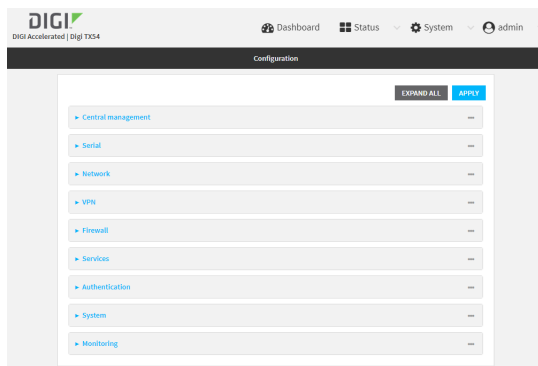 DIGI
Dashboard Status System admin
DIGI Accelerated | Digi TX54
Configuration
EXPAND ALL APPLY
Central management
Serial
Network
VPN
Firewall
Services
Authentication
System
Monitoring